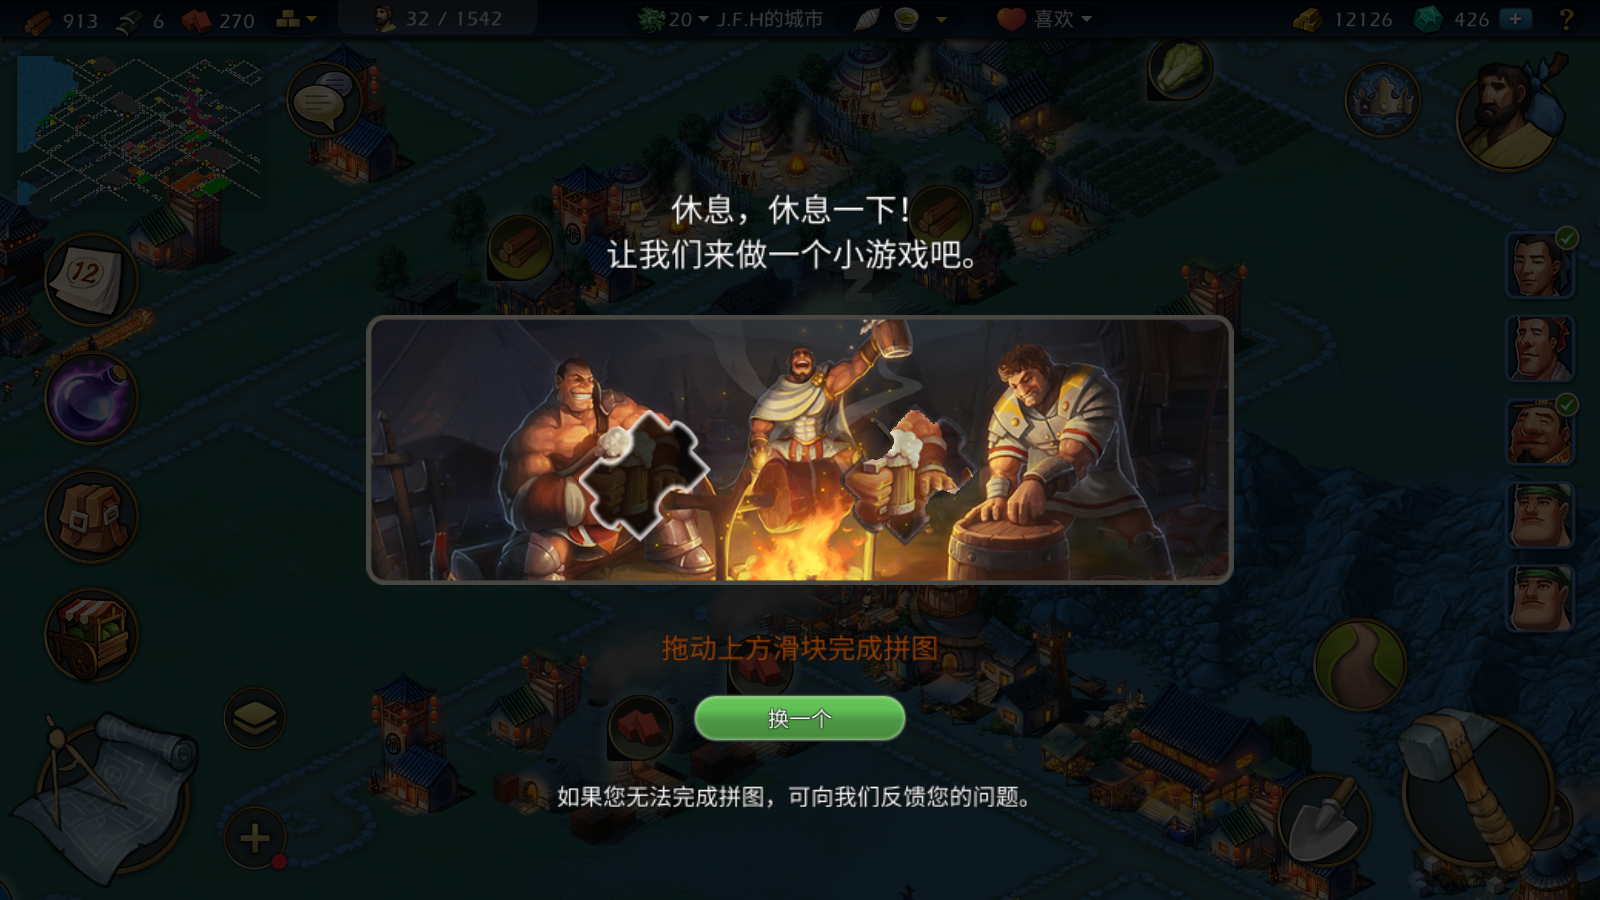 913 6 270 32 / 1542 20 J.F.H的城市 喜欢 12126 426 + ?
12
休息，休息一下！
让我们来做一个小游戏吧。
拖动上方滑块完成拼图
换一个
如果您无法完成拼图，可向我们反馈您的问题。